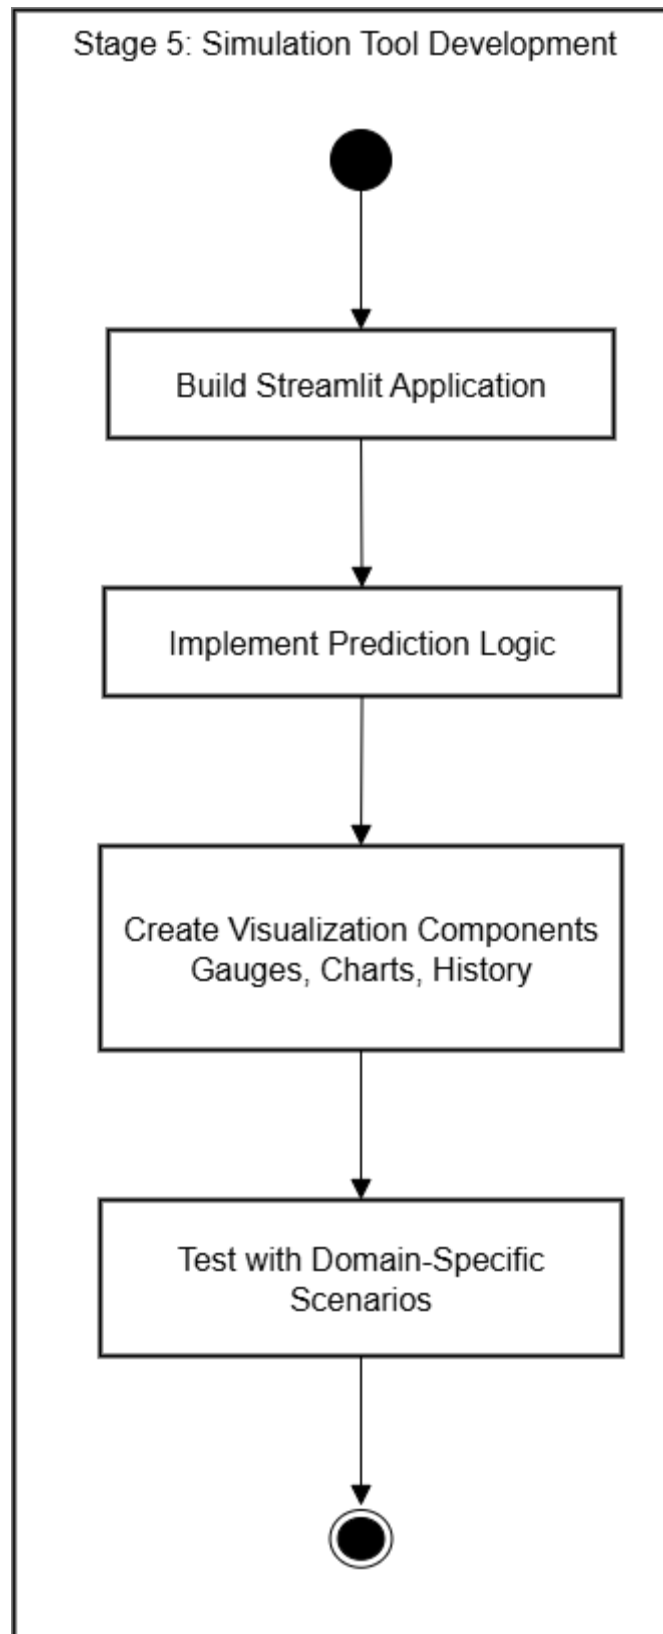 Stage 5: Simulation Tool Development
Build Streamlit Application
Implement Prediction Logic
Create Visualization Components
Gauges, Charts, History
Test with Domain-Specific
Scenarios